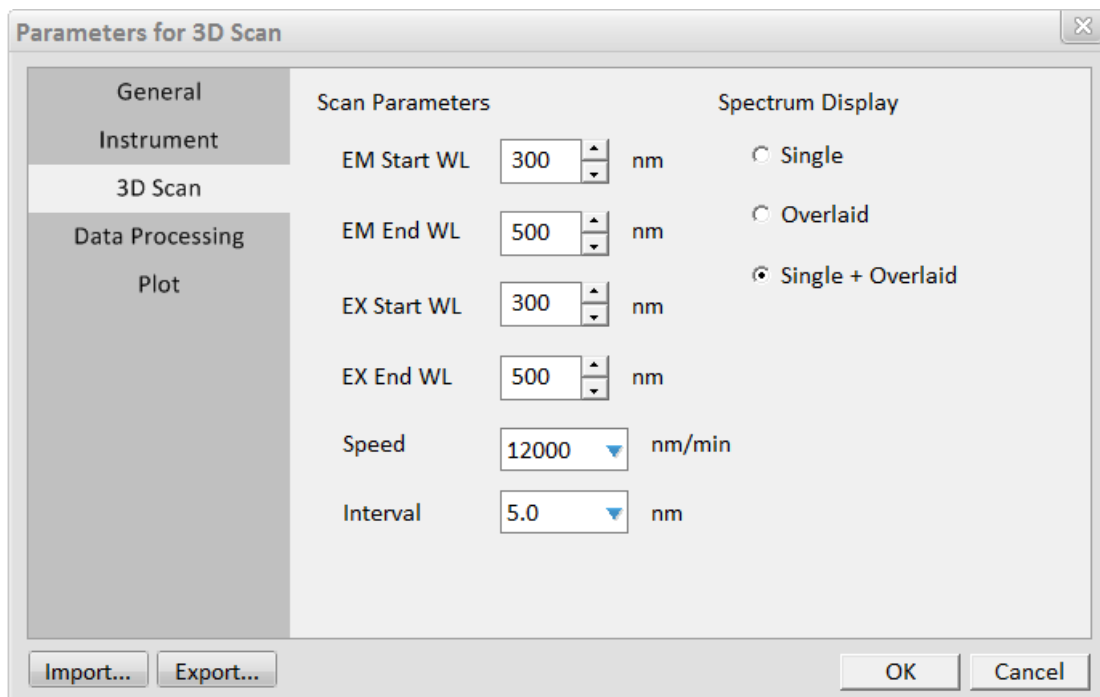 Parameters for 3D Scan
General
Instrument
3D Scan
Data Processing
Plot
Scan Parameters
EM Start WL 300 nm
EM End WL 500 nm
EX Start WL 300 nm
EX End WL 500 nm
Speed 12000 nm/min
Interval 5.0 nm
Spectrum Display
Single
Overlaid
Single + Overlaid
Import... Export... OK Cancel